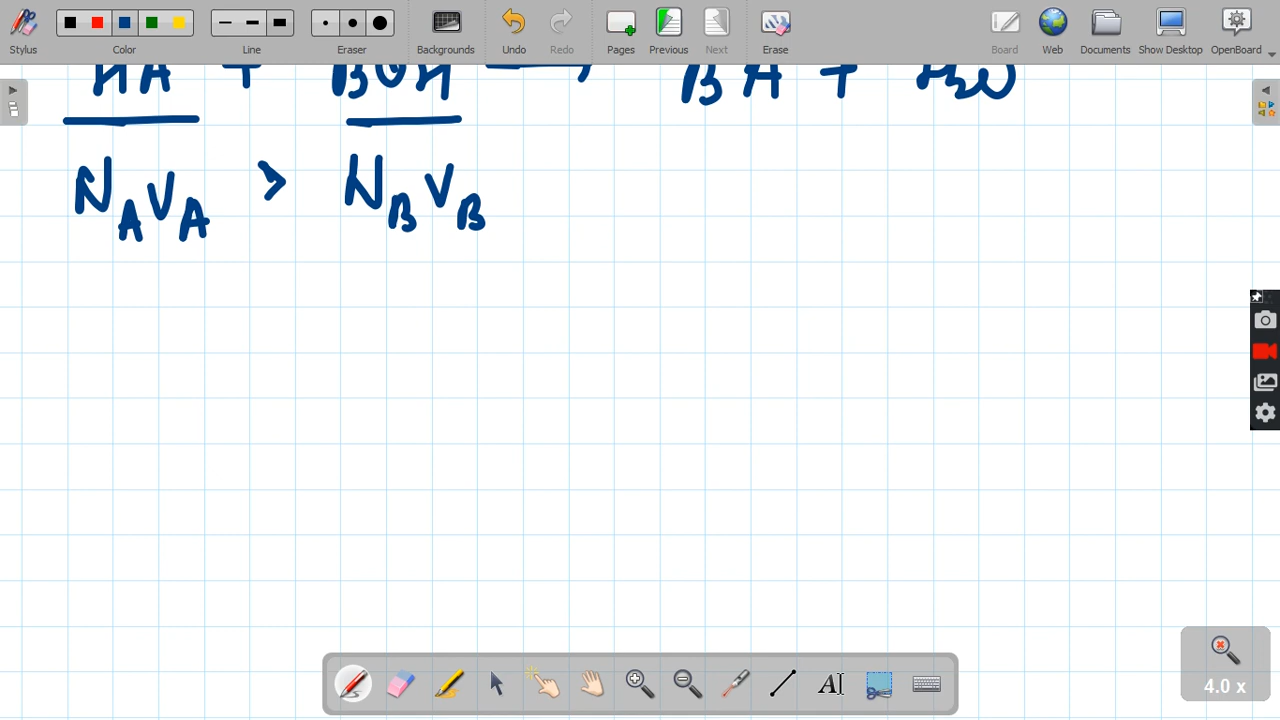 Stylus Color Line Eraser Backgrounds Undo Redo Pages Previous Next Erase Board Web Documents Show Desktop OpenBoard
HA + BOH → BA + H2O
NAVA > NBVB
4.0 x